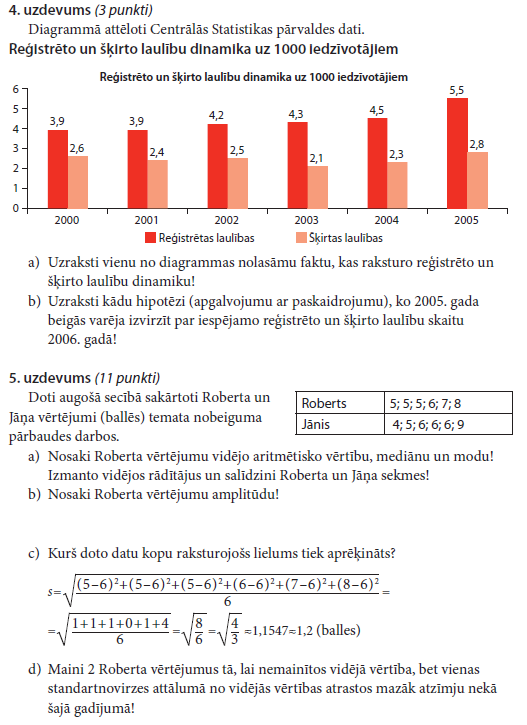 4. uzdevums (3 punkti)
Diagrammā attēloti Centrālās Statistikas pārvaldes dati.
Reģistrēto un šķirto laulību dinamika uz 1000 iedzīvotājiem
Reģistrēto un šķirto laulību dinamika uz 1000 iedzīvotājiem
6
5
4
3
2
1
0
3,9 2,6 3,9 2,4 4,2 2,5 4,3 2,1 4,5 2,3 5,5 2,8
2000 2001 2002 2003 2004 2005
Reģistrētas laulības Šķirtas laulības
a) Uzraksti vienu no diagrammas nolasāmu faktu, kas raksturo reģistrēto un
šķirto laulību dinamiku!
b) Uzraksti kādu hipotēzi (apgalvojumu ar paskaidrojumu), ko 2005. gada
beigās varēja izvirzīt par iespējamo reģistrēto un šķirto laulību skaitu
2006. gadā!
5. uzdevums (11 punkti)
Doti augošā secībā sakārtoti Roberta un
Jāņa vērtējumi (ballēs) temata nobeiguma
pārbaudes darbos.
Roberts 5; 5; 5; 6; 7; 8
Jānis 4; 5; 6; 6; 6; 9
a) Nosaki Roberta vērtējumu vidējo aritmētisko vērtību, mediānu un modu!
Izmanto vidējos rādītājus un salīdzini Roberta un Jāņa sekmes!
b) Nosaki Roberta vērtējumu amplitūdu!
c) Kurš doto datu kopu raksturojošs lielums tiek aprēķināts?
s=√((5−6)²+(5−6)²+(5−6)²+(6−6)²+(7−6)²+(8−6)²/6) =
=√(1+1+1+0+1+4/6)=√(8/6)=√(4/3)≈1,1547≈1,2 (balles)
d) Maini 2 Roberta vērtējumus tā, lai nemainītos vidējā vērtība, bet vienas
standartnovirzes attālumā no vidējās vērtības atrastos mazāk atzīmju nekā
šajā gadījumā!